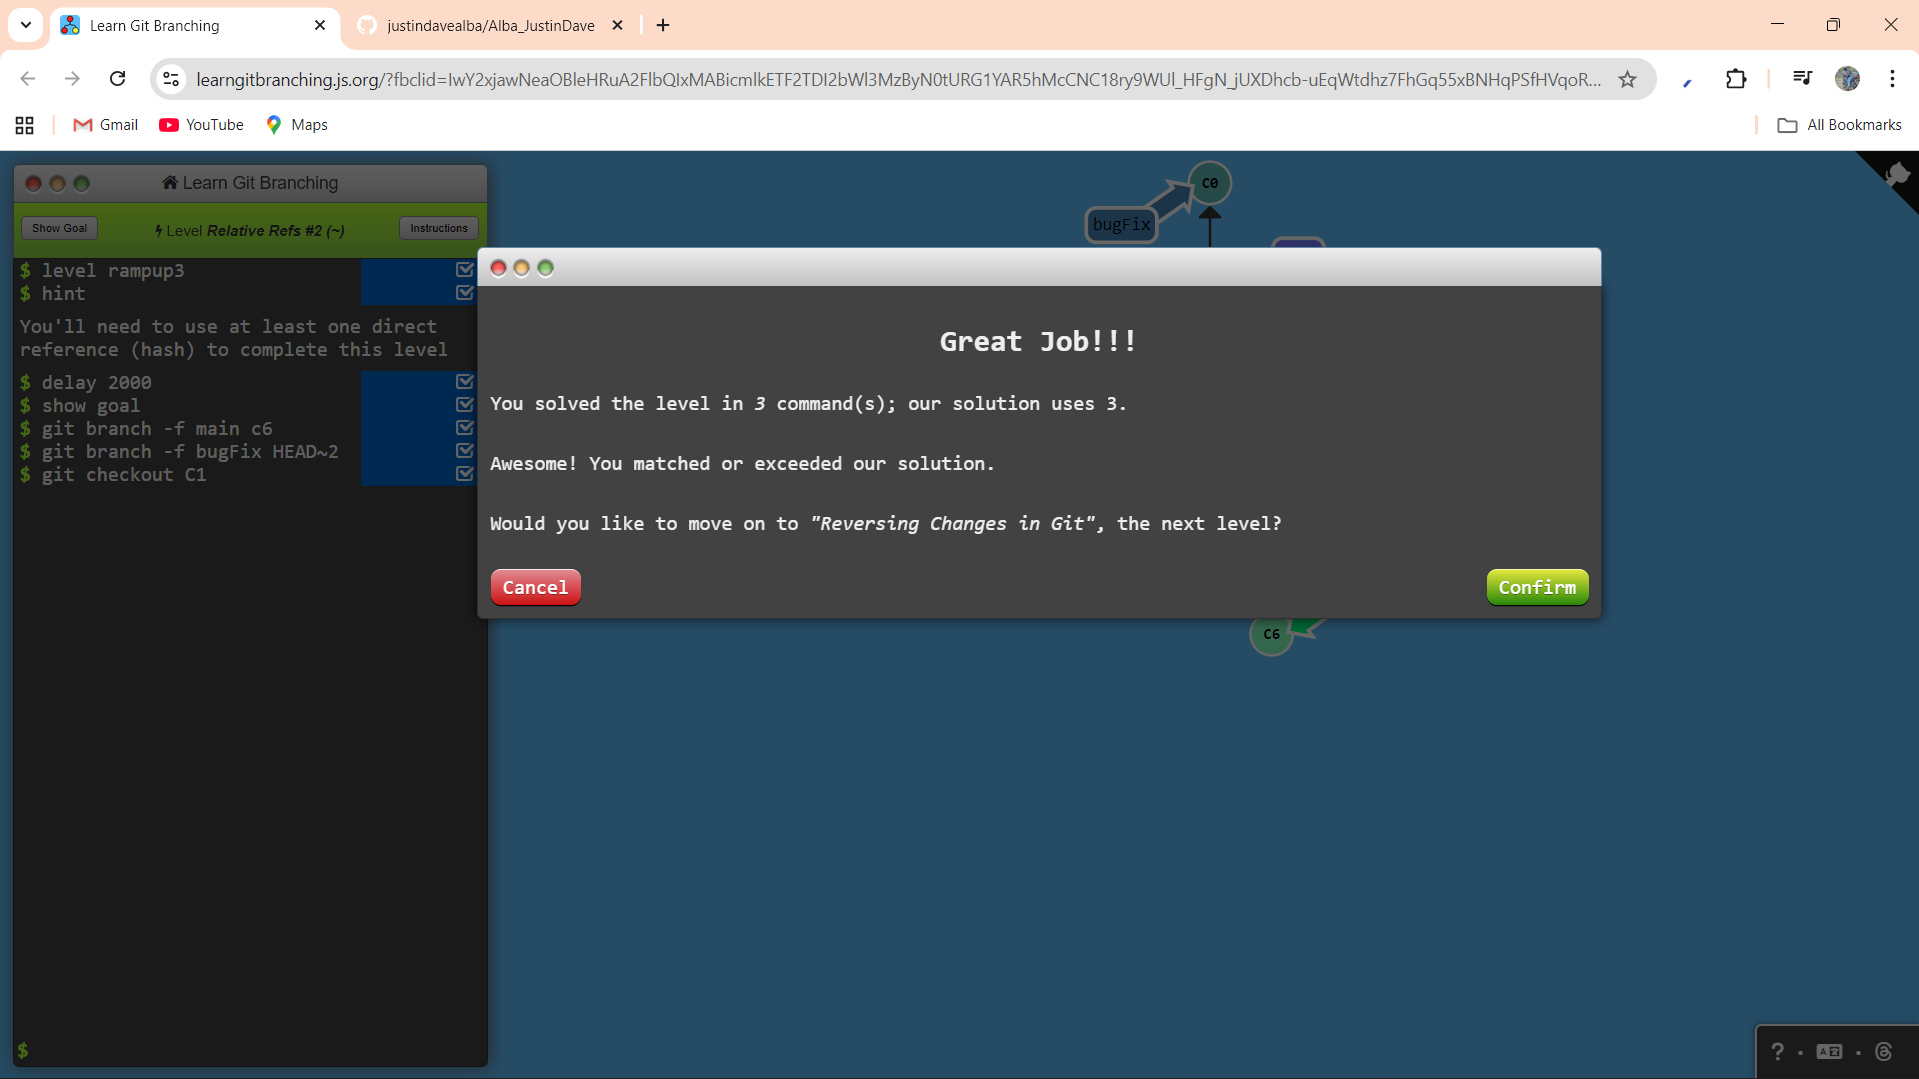 Learn Git Branching
justindavealba/Alba_JustinDave
learngitbranching.js.org/?fbclid=IwY2xjawNeaOBleHRuA2FlbQIxMABicmlkETF2TDI2bWl3MzByN0tURG1YAR5hMcCNC18ry9WUl_HFgN_jUXDhcb-uEqWtdhz7FhGq55xBNHqPSfHVqoR...
Gmail
YouTube
Maps
All Bookmarks
Learn Git Branching
Show Goal
Level Relative Refs #2 (~)
Instructions
$ level rampup3
$ hint
You'll need to use at least one direct
reference (hash) to complete this level
$ delay 2000
$ show goal
$ git branch -f main c6
$ git branch -f bugFix HEAD~2
$ git checkout C1
$
C0
bugFix
Great Job!!!
You solved the level in 3 command(s); our solution uses 3.
Awesome! You matched or exceeded our solution.
Would you like to move on to "Reversing Changes in Git", the next level?
Cancel
Confirm
C6
?